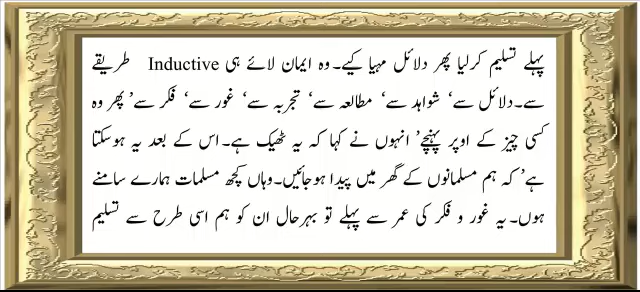 پہلے تسلیم کرلیا پھر دلائل مہیا کیے۔ وہ ایمان لائے ہی Inductive طریقے
سے۔ دلائل سے‘ شواہد سے‘ مطالعہ سے‘ تجربہ سے‘ غور سے‘ فکر سے’ پھر وہ
کسی چیز کے اوپر پہنچے’ انہوں نے کہا کہ یہ ٹھیک ہے۔ اس کے بعد یہ ہوسکتا
ہے’ کہ ہم مسلمانوں کے گھر میں پیدا ہوجائیں۔ وہاں کچھ مسلمات ہمارے سامنے
ہوں۔ یہ غور و فکر کی عمر سے پہلے تو بہرحال ان کو ہم اسی طرح سے تسلیم